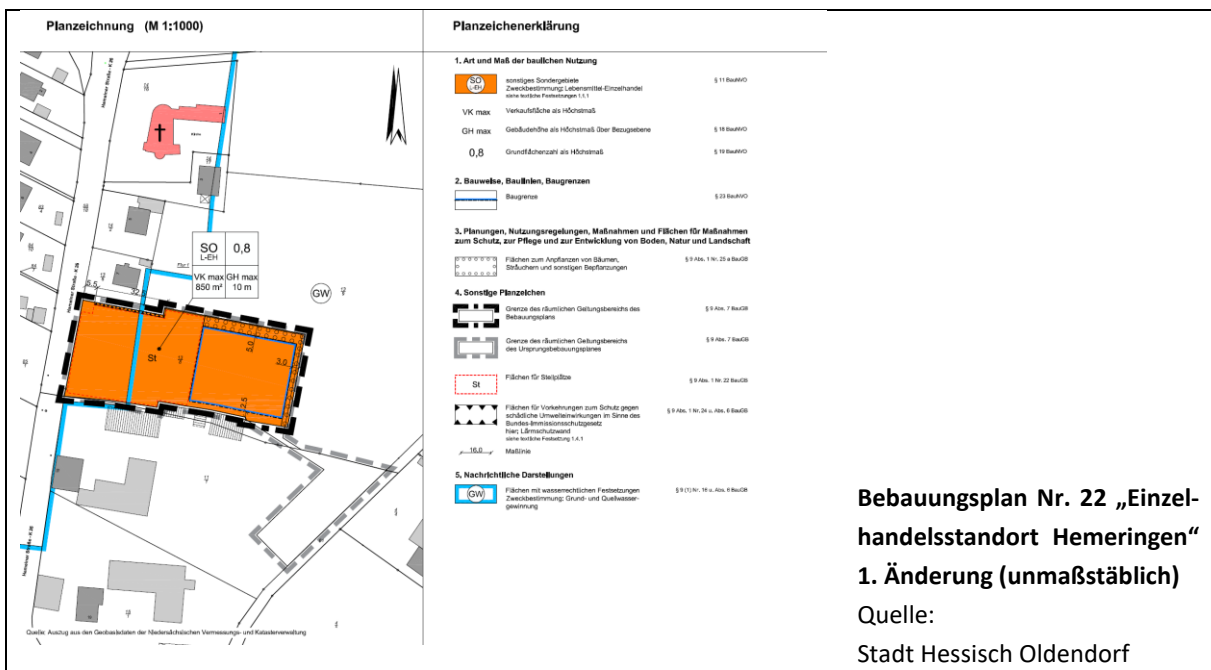 Planzeichnung (M 1:1000)
SO
L-EH
0,8
VK max
850 m²
GH max
10 m
GW
5,5
32,5
St
5,0
3,0
2,5
Quelle: Auszug aus den Geobasisdaten der Niedersächsischen Vermessungs- und Katasterverwaltung
Planzeichenerklärung
1. Art und Maß der baulichen Nutzung
SO
L-EH
sonstiges Sondergebiete
Zweckbestimmung: Lebensmittel-Einzelhandel
siehe textliche Festsetzungen 1.1.1
§ 11 BauNVO
VK max
Verkaufsfläche als Höchstmaß
GH max
Gebäudehöhe als Höchstmaß über Bezugsebene
§ 18 BauNVO
0,8
Grundflächenzahl als Höchstmaß
§ 19 BauNVO
2. Bauweise, Baulinien, Baugrenzen
Baugrenze
§ 23 BauNVO
3. Planungen, Nutzungsregelungen, Maßnahmen und Flächen für Maßnahmen
zum Schutz, zur Pflege und zur Entwicklung von Boden, Natur und Landschaft
Flächen zum Anpflanzen von Bäumen,
Sträuchern und sonstigen Bepflanzungen
§ 9 Abs. 1 Nr. 25 a BauGB
4. Sonstige Planzeichen
Grenze des räumlichen Geltungsbereichs des
Bebauungsplans
§ 9 Abs. 7 BauGB
Grenze des räumlichen Geltungsbereichs
des Ursprungsbebauungsplanes
§ 9 Abs. 7 BauGB
St
Flächen für Stellplätze
§ 9 Abs. 1 Nr. 22 BauGB
Flächen für Vorkehrungen zum Schutz gegen
schädliche Umwelteinwirkungen im Sinne des
Bundes-Immissionsschutzgesetz
hier: Lärmschutzwand
siehe textliche Festsetzung 1.4.1
§ 9 Abs. 1 Nr. 24 u. Abs. 6 BauGB
16,0
Maßlinie
5. Nachrichtliche Darstellungen
GW
Flächen mit wasserrechtlichen Festsetzungen
Zweckbestimmung: Grund- und Quellwasser-
gewinnung
§ 9 (1) Nr. 16 u. Abs. 6 BauGB
Bebauungsplan Nr. 22 „Einzel-
handelsstandort Hemeringen“
1. Änderung (unmaßstäblich)
Quelle:
Stadt Hessisch Oldendorf